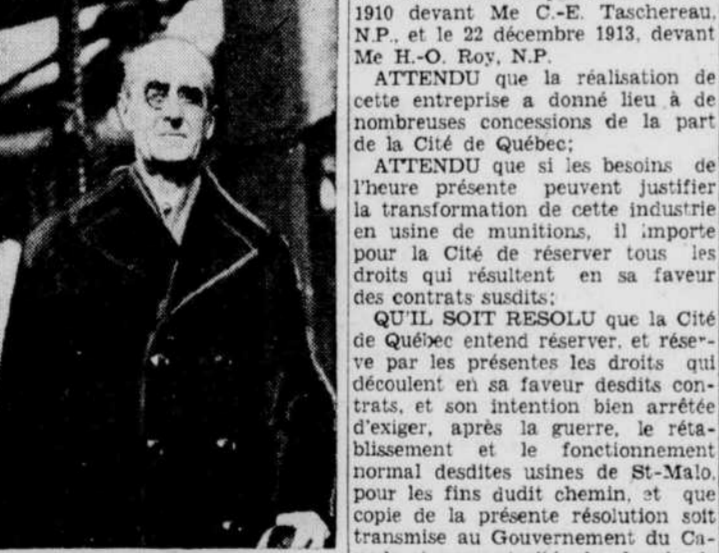 1910 devant Me C.-E. Taschereau,
N.P., et le 22 décembre 1913, devant
Me H.-O. Roy, N.P.
ATTENDU que la réalisation de
cette entreprise a donné lieu à de
nombreuses concessions de la part
de la Cité de Québec;
ATTENDU que si les besoins de
l'heure présente peuvent justifier
la transformation de cette industrie
en usine de munitions, il importe
pour la Cité de réserver tous les
droits qui résultent en sa faveur
des contrats susdits;
QU'IL SOIT RESOLU que la Cité
de Québec entend réserver, et réser-
ve par les présentes les droits qui
découlent en sa faveur desdits con-
trats, et son intention bien arrêtée
d'exiger, après la guerre, le réta-
blissement et le fonctionnement
normal desdites usines de St-Malo,
pour les fins dudit chemin, et que
copie de la présente résolution soit
transmise au Gouvernement du Ca-